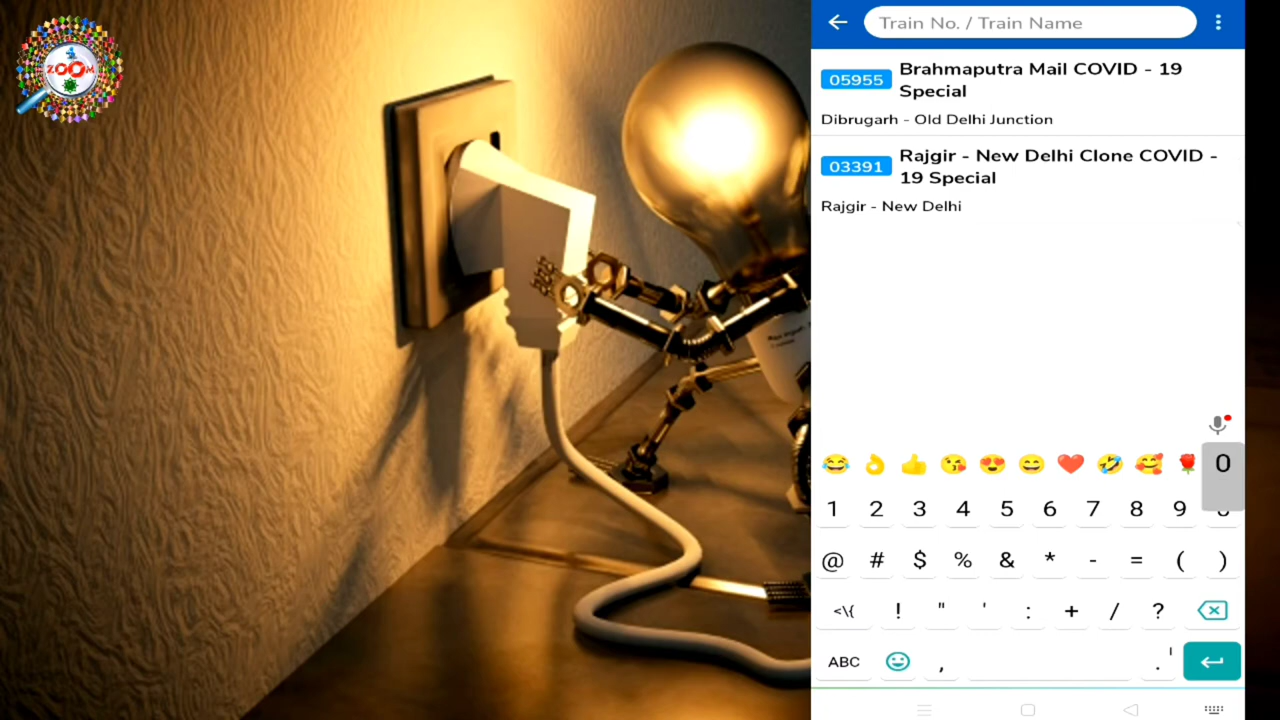 ZOOM
Train No. / Train Name
05955
Brahmaputra Mail COVID - 19
Special
Dibrugarh - Old Delhi Junction
03391
Rajgir - New Delhi Clone COVID -
19 Special
Rajgir - New Delhi
0
1 2 3 4 5 6 7 8 9
@ # $ % & * - = ( )
<\{ ! " ' : + / ?
ABC , . '